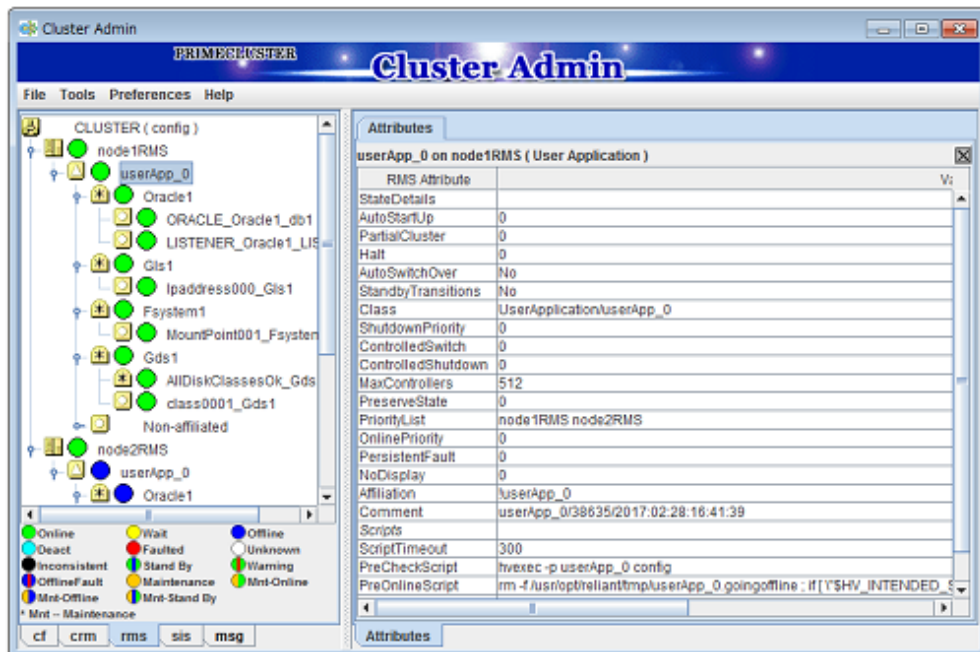 Cluster Admin
PRIMECLUSTER
Cluster Admin
File Tools Preferences Help
CLUSTER ( config )
node1RMS
userApp_0
Oracle1
ORACLE_Oracle1_db1
LISTENER_Oracle1_LIS
Gls1
Ipaddress000_Gls1
Fsystem1
MountPoint001_Fsystem
Gds1
AllDiskClassesOk_Gds
class0001_Gds1
Non-affiliated
node2RMS
userApp_0
Oracle1
Online Wait Offline
Deact Faulted Unknown
Inconsistent Stand By Warning
OfflineFault Maintenance Mnt-Online
Mnt-Offline Mnt-Stand By
* Mnt -- Maintenance
cf crm rms sis msg
Attributes
userApp_0 on node1RMS ( User Application )
RMS Attribute Va
StateDetails
AutoStartUp 0
PartialCluster 0
Halt 0
AutoSwitchOver No
StandbyTransitions No
Class UserApplication/userApp_0
ShutdownPriority 0
ControlledSwitch 0
ControlledShutdown 0
MaxControllers 512
PreserveState 0
PriorityList node1RMS node2RMS
OnlinePriority 0
PersistentFault 0
NoDisplay 0
Affiliation !userApp_0
Comment userApp_0/38635/2017:02:28:16:41:39
Scripts
ScriptTimeout 300
PreCheckScript hvexec -p userApp_0 config
PreOnlineScript rm -f /usr/opt/reliant/tmp/userApp_0.goingoffline ; if [ \"$HV_INTENDED_S
Attributes